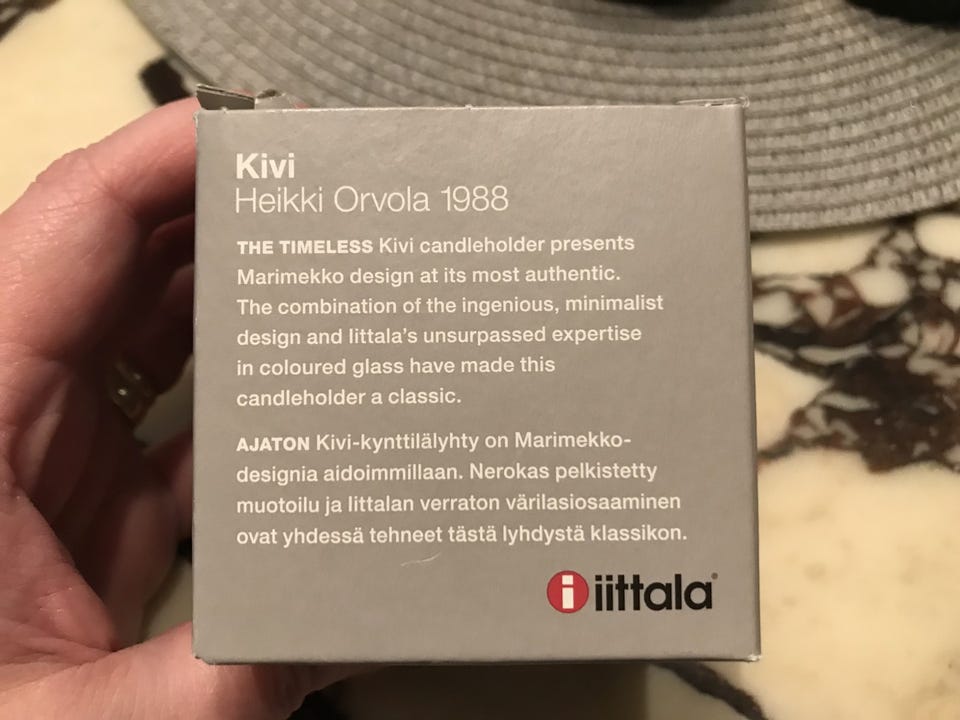 Kivi
Heikki Orvola 1988
THE TIMELESS Kivi candleholder presents
Marimekko design at its most authentic.
The combination of the ingenious, minimalist
design and Iittala's unsurpassed expertise
in coloured glass have made this
candleholder a classic.
AJATON Kivi-kynttilälyhty on Marimekko-
designia aidoimmillaan. Nerokas pelkistetty
muotoilu ja Iittalan verraton värilasiosaaminen
ovat yhdessä tehneet tästä lyhdystä klassikon.
i iittala®